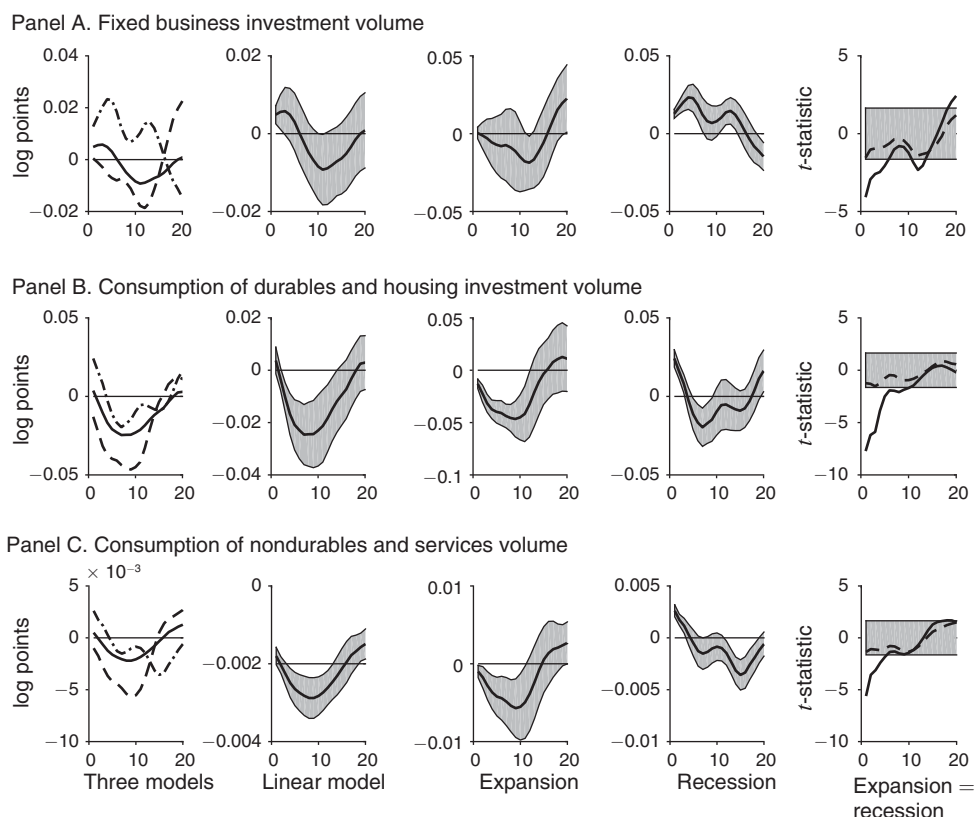 Panel A. Fixed business investment volume
log points
0.04
0.02
0
−0.02
0 10 20
0.02
0
−0.02
0 10 20
0.05
0
−0.05
0 10 20
0.05
0
−0.05
0 10 20
t-statistic
5
0
−5
0 10 20
Panel B. Consumption of durables and housing investment volume
log points
0.05
0
−0.05
0 10 20
0.02
0
−0.02
−0.04
0 10 20
0.05
0
−0.05
−0.1
0 10 20
0.05
0
−0.05
0 10 20
t-statistic
5
0
−5
−10
0 10 20
Panel C. Consumption of nondurables and services volume
× 10−3
log points
5
0
−5
−10
0 10 20
Three models
0
−0.002
−0.004
0 10 20
Linear model
0.01
0
−0.01
0 10 20
Expansion
0.005
0
−0.005
−0.01
0 10 20
Recession
t-statistic
5
0
−5
−10
0 10 20
Expansion =
recession